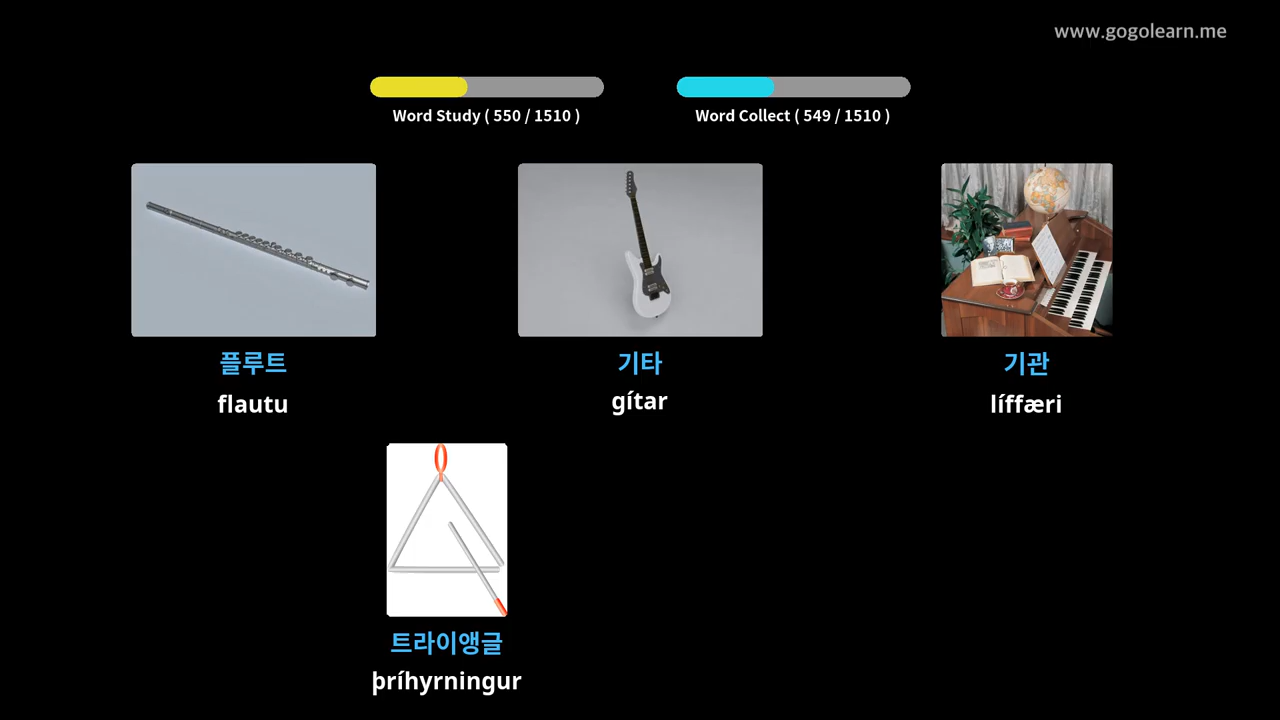 www.gogolearn.me
Word Study ( 550 / 1510 )
Word Collect ( 549 / 1510 )
플루트
flautu
기타
gítar
기관
líffæri
트라이앵글
þríhyrningur